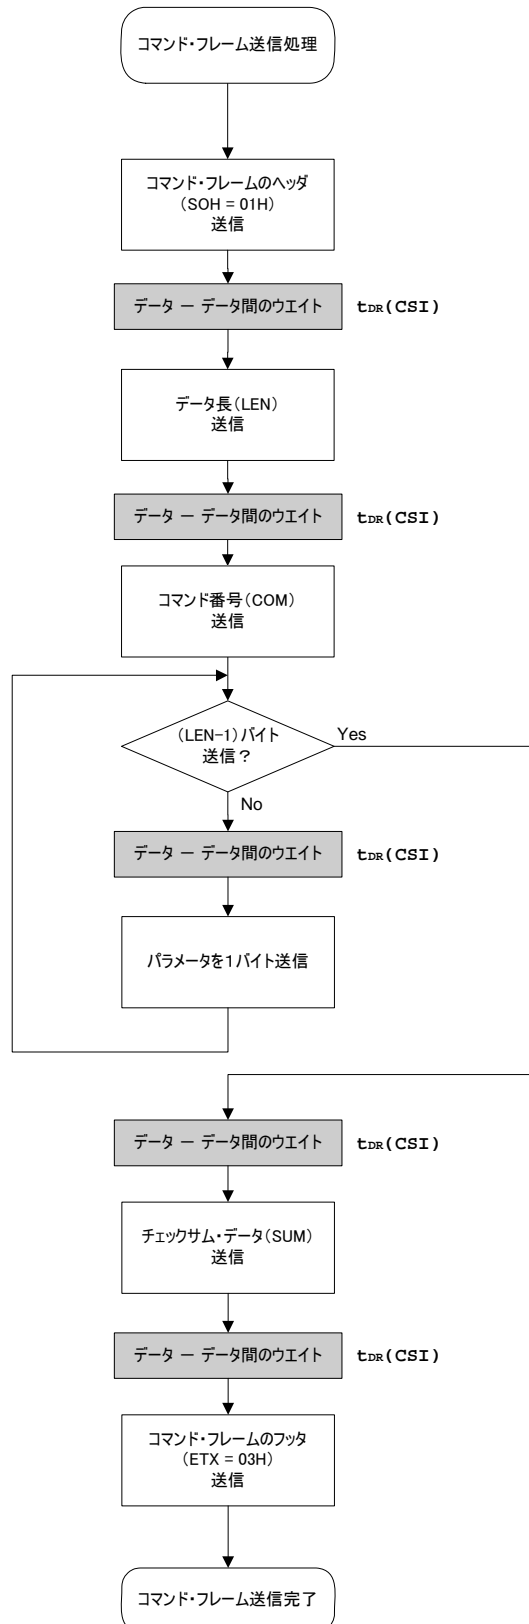 コマンド・フレーム送信処理
コマンド・フレームのヘッダ
(SOH = 01H)
送信
データ － データ間のウエイト tDR(CSI)
データ長(LEN)
送信
データ － データ間のウエイト tDR(CSI)
コマンド番号(COM)
送信
(LEN-1)バイト
送信？
Yes
No
データ － データ間のウエイト tDR(CSI)
パラメータを1バイト送信
データ － データ間のウエイト tDR(CSI)
チェックサム・データ(SUM)
送信
データ － データ間のウエイト tDR(CSI)
コマンド・フレームのフッタ
(ETX = 03H)
送信
コマンド・フレーム送信完了